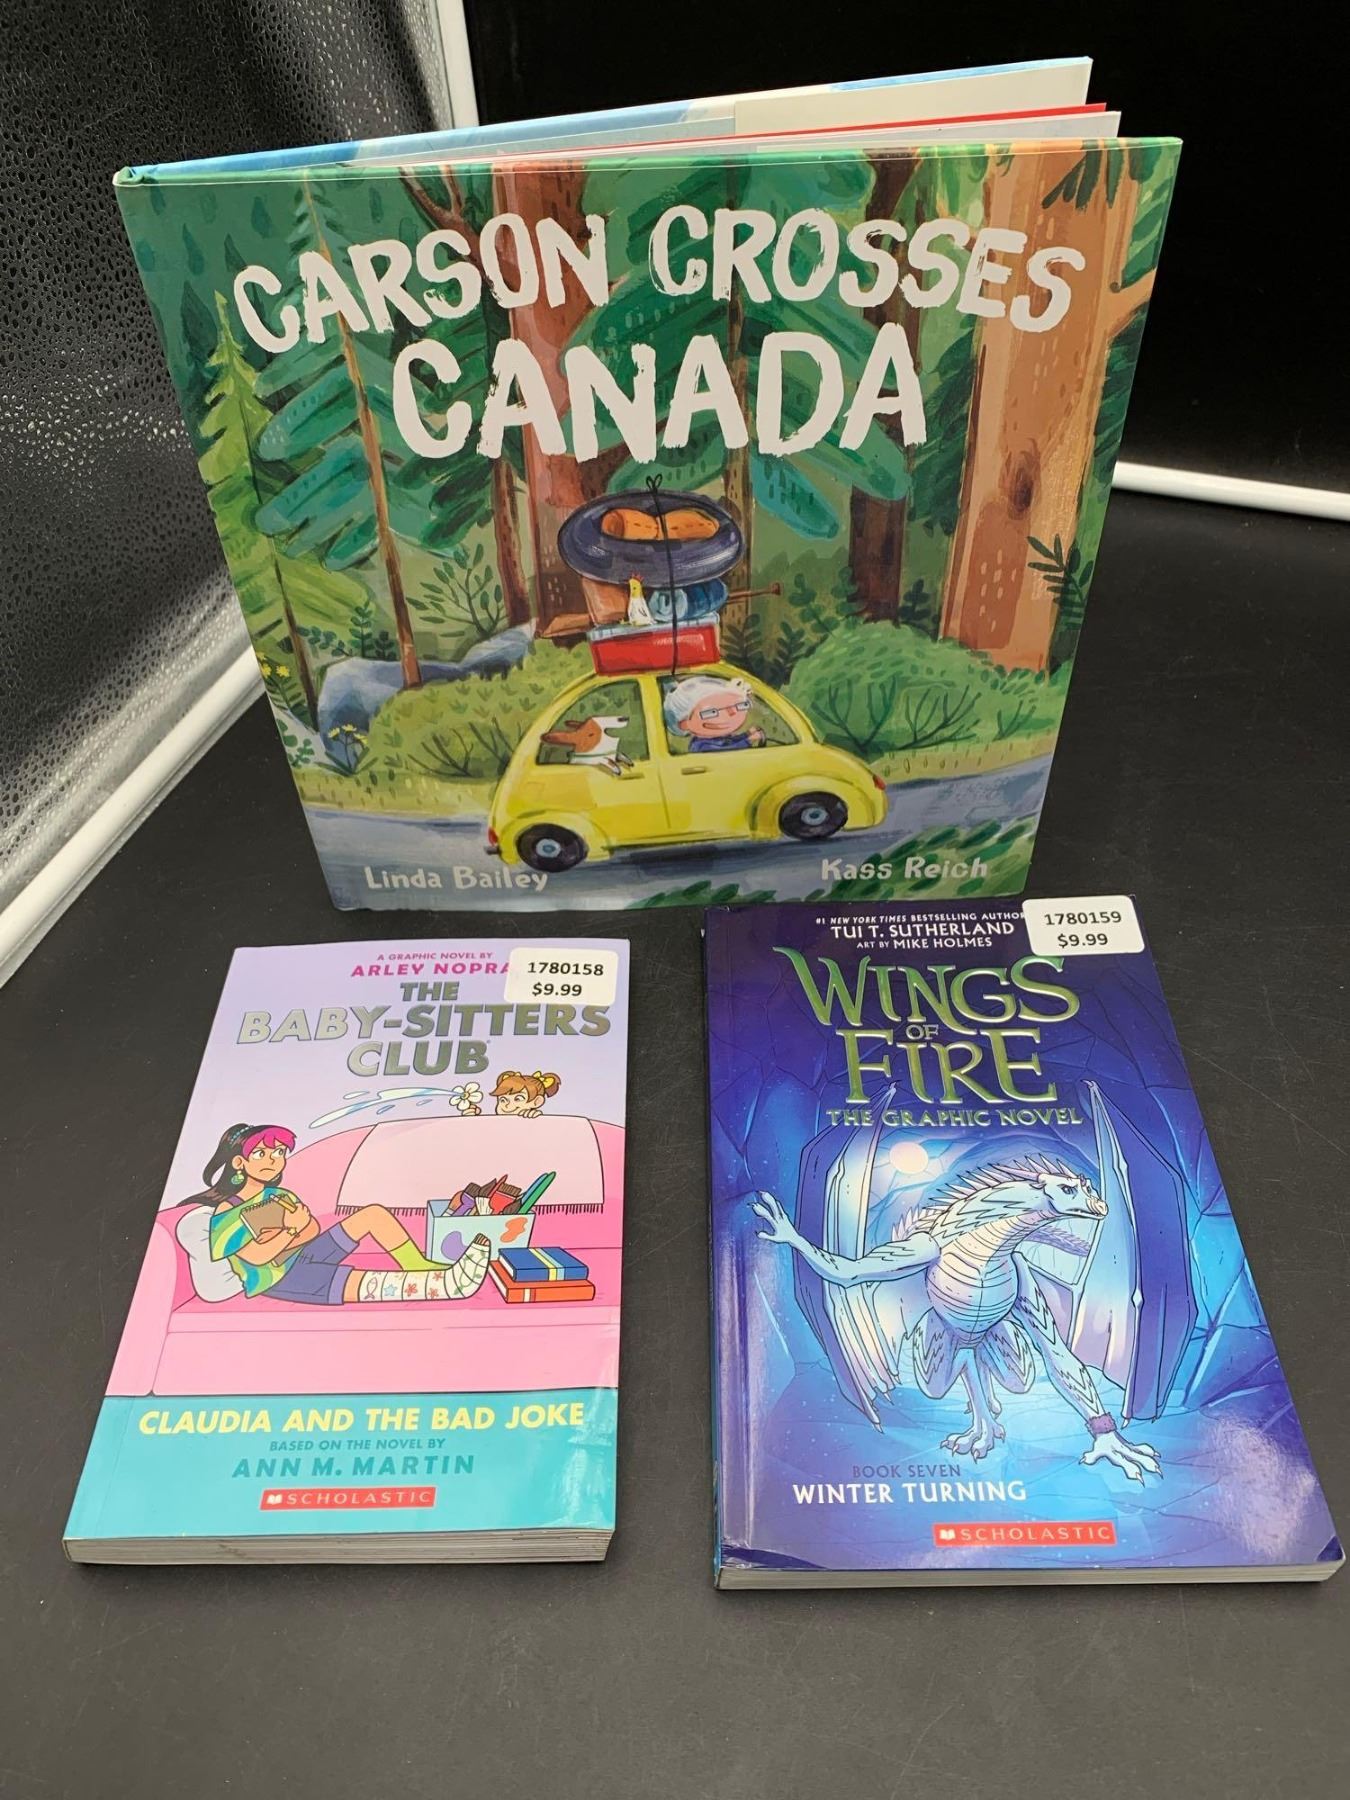 CARSON CROSSES
CANADA
Linda Bailey
Kass Reich
A GRAPHIC NOVEL BY
ARLEY
1780158
$9.99
THE
BABY-SITTERS
CLUB
CLAUDIA AND THE BAD JOKE
BASED ON THE NOVEL BY
ANN M. MARTIN
SCHOLASTIC
#1 NEW YORK TIMES BESTSELLING AUTHOR
TUI T. SUTHERLAND
ART BY MIKE HOLMES
1780159
$9.99
WINGS
OF
FIRE
THE GRAPHIC NOVEL
BOOK SEVEN
WINTER TURNING
SCHOLASTIC